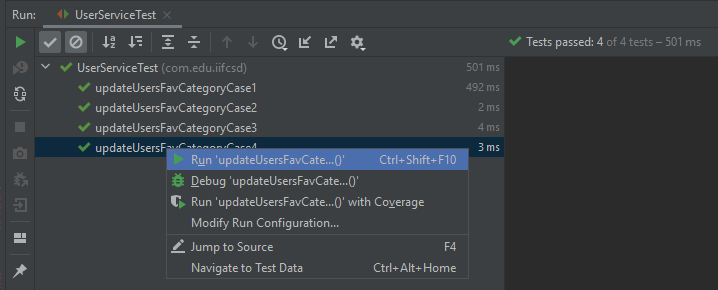 Run: UserServiceTest
Tests passed: 4 of 4 tests – 501 ms
UserServiceTest (com.edu.iifcsd) 501 ms
updateUsersFavCategoryCase1 492 ms
updateUsersFavCategoryCase2 2 ms
updateUsersFavCategoryCase3 4 ms
updateUsersFavCategoryCase4 3 ms
Run 'updateUsersFavCate...()' Ctrl+Shift+F10
Debug 'updateUsersFavCate...()'
Run 'updateUsersFavCate...()' with Coverage
Modify Run Configuration...
Jump to Source F4
Navigate to Test Data Ctrl+Alt+Home